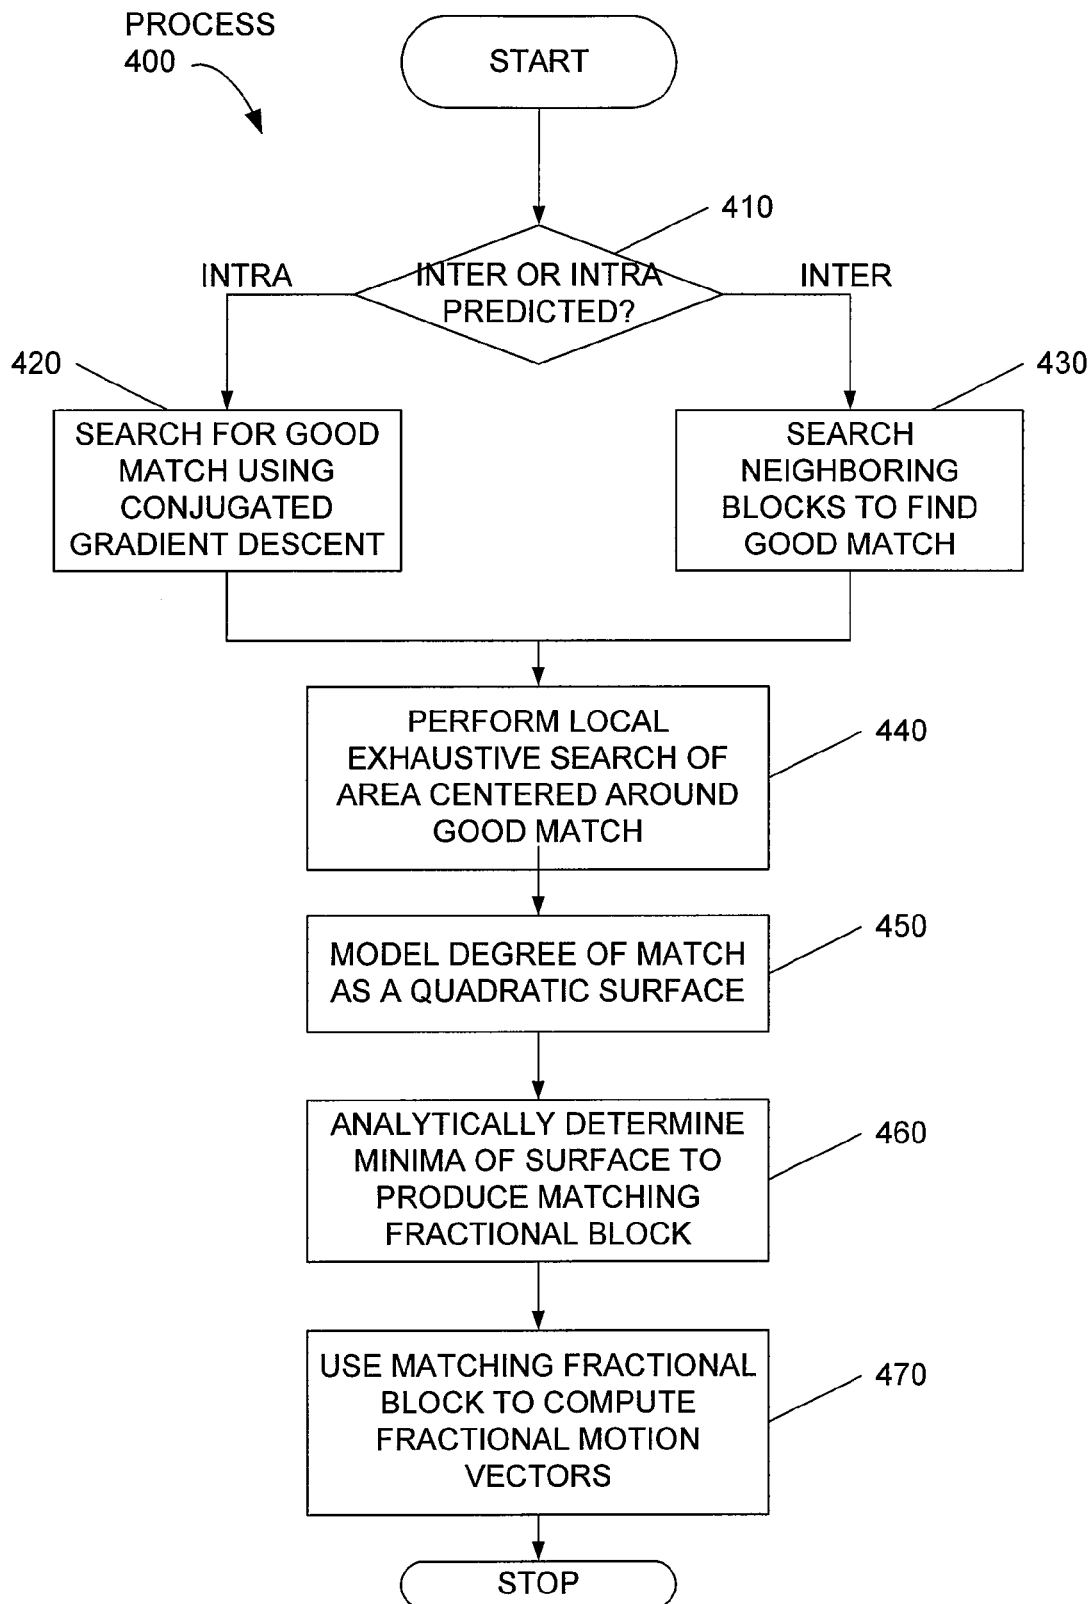 PROCESS
400
START
410
INTER OR INTRA
PREDICTED?
INTRA
INTER
420
430
SEARCH FOR GOOD
MATCH USING
CONJUGATED
GRADIENT DESCENT
SEARCH
NEIGHBORING
BLOCKS TO FIND
GOOD MATCH
PERFORM LOCAL
EXHAUSTIVE SEARCH OF
AREA CENTERED AROUND
GOOD MATCH
440
MODEL DEGREE OF MATCH
AS A QUADRATIC SURFACE
450
ANALYTICALLY DETERMINE
MINIMA OF SURFACE TO
PRODUCE MATCHING
FRACTIONAL BLOCK
460
USE MATCHING FRACTIONAL
BLOCK TO COMPUTE
FRACTIONAL MOTION
VECTORS
470
STOP